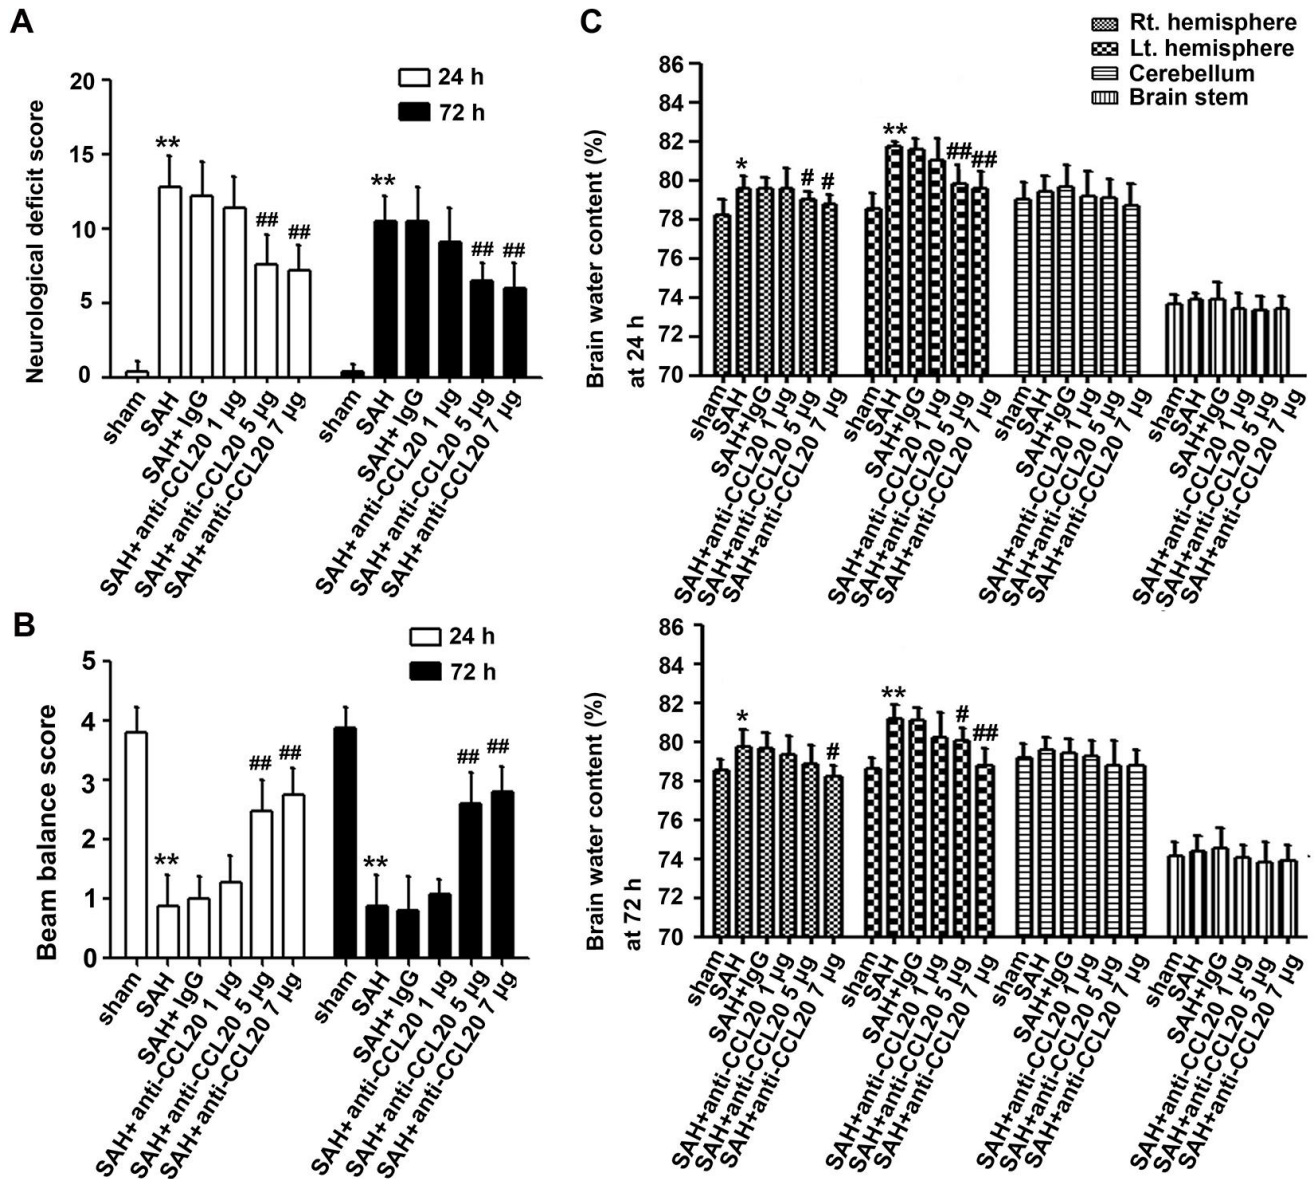 A
20
15
10
5
0
Neurological deficit score
24 h
72 h
**
##
##
**
##
##
sham
SAH
SAH+ IgG
SAH+ anti-CCL20 1 µg
SAH+ anti-CCL20 5 µg
SAH+ anti-CCL20 7 µg
sham
SAH
SAH+ IgG
SAH+ anti-CCL20 1 µg
SAH+ anti-CCL20 5 µg
SAH+ anti-CCL20 7 µg
B
5
4
3
2
1
0
Beam balance score
24 h
72 h
**
##
##
**
##
##
sham
SAH
SAH+ IgG
SAH+ anti-CCL20 1 µg
SAH+ anti-CCL20 5 µg
SAH+ anti-CCL20 7 µg
sham
SAH
SAH+ IgG
SAH+ anti-CCL20 1 µg
SAH+ anti-CCL20 5 µg
SAH+ anti-CCL20 7 µg
C
Rt. hemisphere
Lt. hemisphere
Cerebellum
Brain stem
86
84
82
80
78
76
74
72
70
Brain water content (%)
at 24 h
*
#
#
**
##
##
sham
SAH
SAH+IgG
SAH+anti-CCL20 1 µg
SAH+anti-CCL20 5 µg
SAH+anti-CCL20 7 µg
sham
SAH
SAH+IgG
SAH+anti-CCL20 1 µg
SAH+anti-CCL20 5 µg
SAH+anti-CCL20 7 µg
sham
SAH
SAH+IgG
SAH+anti-CCL20 1 µg
SAH+anti-CCL20 5 µg
SAH+anti-CCL20 7 µg
sham
SAH
SAH+IgG
SAH+anti-CCL20 1 µg
SAH+anti-CCL20 5 µg
SAH+anti-CCL20 7 µg
86
84
82
80
78
76
74
72
70
Brain water content (%)
at 72 h
*
#
**
#
##
sham
SAH
SAH+IgG
SAH+anti-CCL20 1 µg
SAH+anti-CCL20 5 µg
SAH+anti-CCL20 7 µg
sham
SAH
SAH+IgG
SAH+anti-CCL20 1 µg
SAH+anti-CCL20 5 µg
SAH+anti-CCL20 7 µg
sham
SAH
SAH+IgG
SAH+anti-CCL20 1 µg
SAH+anti-CCL20 5 µg
SAH+anti-CCL20 7 µg
sham
SAH
SAH+IgG
SAH+anti-CCL20 1 µg
SAH+anti-CCL20 5 µg
SAH+anti-CCL20 7 µg